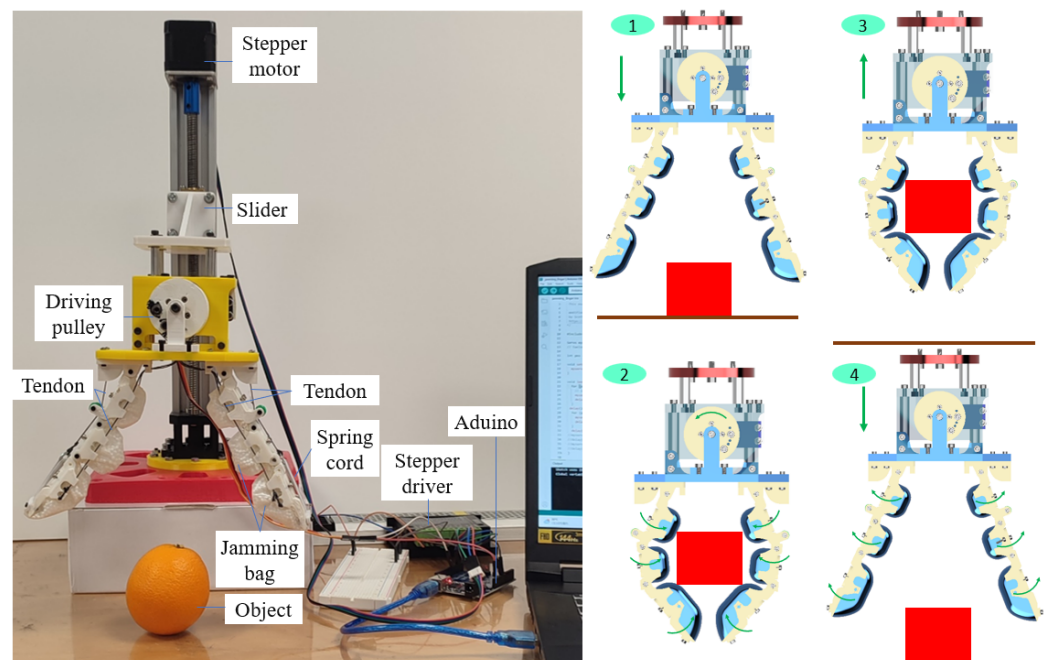 Stepper
motor
Slider
Driving
pulley
Tendon
Tendon
Aduino
Spring
cord
Stepper
driver
Jamming
bag
Object
1
3
2
4